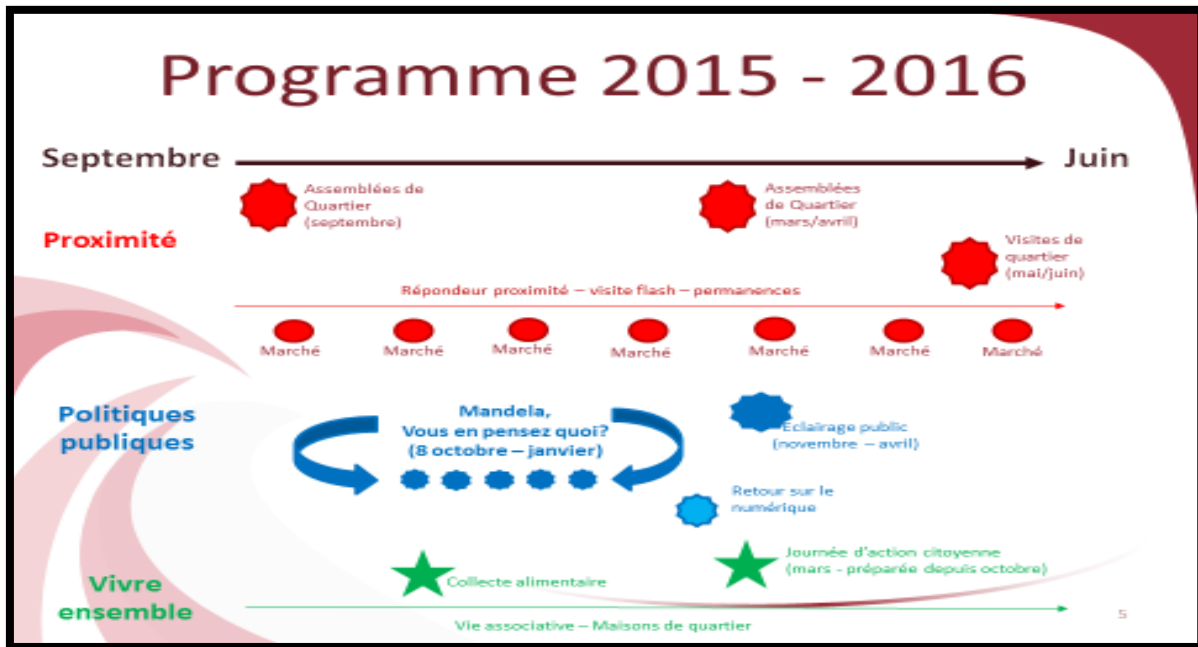 Programme 2015 - 2016
Septembre
Juin
Proximité
Assemblées de
Quartier
(septembre)
Assemblées
de Quartier
(mars/avril)
Visites de
quartier
(mai/juin)
Répondeur proximité – visite flash – permanences
Marché
Marché
Marché
Marché
Marché
Marché
Marché
Politiques
publiques
Mandela,
Vous en pensez quoi?
(8 octobre – janvier)
Eclairage public
(novembre – avril)
Retour sur le
numérique
Vivre
ensemble
Collecte alimentaire
Journée d'action citoyenne
(mars - préparée depuis octobre)
Vie associative – Maisons de quartier
5